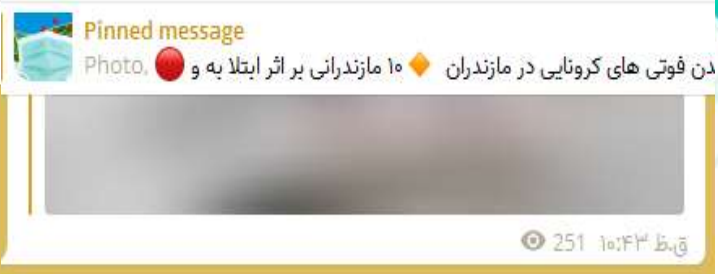 Pinned message
Photo, 🔴 دن فوتی های کرونایی در مازندران 🔸 ۱۰ مازندرانی بر اثر ابتلا به و
251 ۱۰:۴۳ ق.ظ